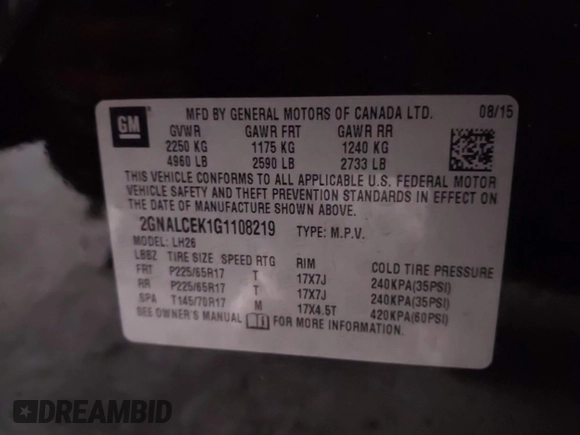 GM
MFD BY GENERAL MOTORS OF CANADA LTD. 08/15
GVWR GAWR FRT GAWR RR
2250 KG 1175 KG 1240 KG
4960 LB 2590 LB 2733 LB
THIS VEHICLE CONFORMS TO ALL APPLICABLE U.S. FEDERAL MOTOR
VEHICLE SAFETY AND THEFT PREVENTION STANDARDS IN EFFECT ON
THE DATE OF MANUFACTURE SHOWN ABOVE.
2GNALCEK1G1108219 TYPE: M.P.V.
MODEL: LH26
LBBZ TIRE SIZE SPEED RTG RIM COLD TIRE PRESSURE
FRT P225/65R17 T 17X7J 240KPA(35PSI)
RR P225/65R17 T 17X7J 240KPA(35PSI)
SPA T145/70R17 M 17X4.5T 420KPA(60PSI)
SEE OWNER'S MANUAL FOR MORE INFORMATION.
DREAMBID